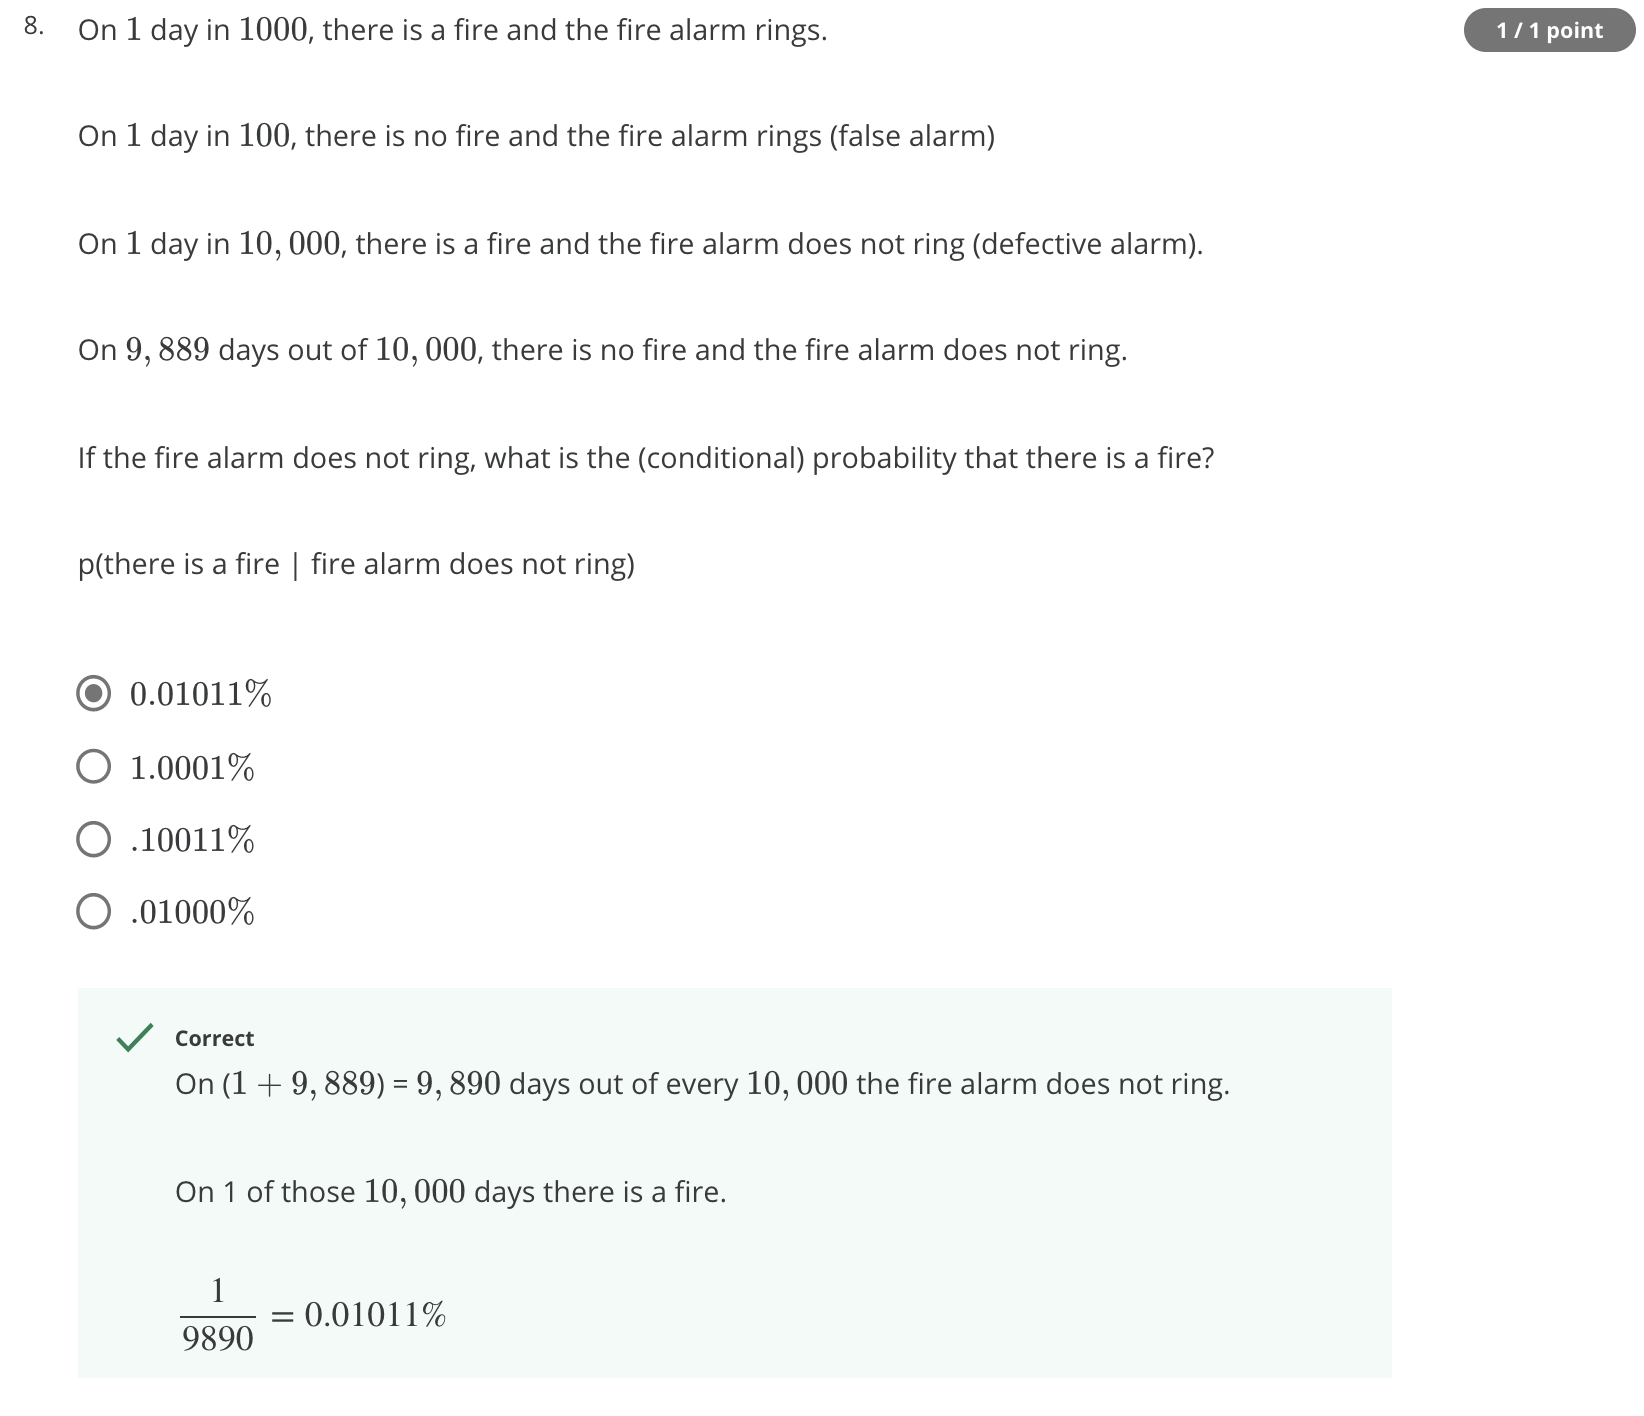 8. On 1 day in 1000, there is a fire and the fire alarm rings.
1 / 1 point
On 1 day in 100, there is no fire and the fire alarm rings (false alarm)
On 1 day in 10, 000, there is a fire and the fire alarm does not ring (defective alarm).
On 9, 889 days out of 10, 000, there is no fire and the fire alarm does not ring.
If the fire alarm does not ring, what is the (conditional) probability that there is a fire?
p(there is a fire | fire alarm does not ring)
0.01011%
1.0001%
.10011%
.01000%
Correct
On (1 + 9, 889) = 9, 890 days out of every 10, 000 the fire alarm does not ring.
On 1 of those 10, 000 days there is a fire.
1
9890
= 0.01011%